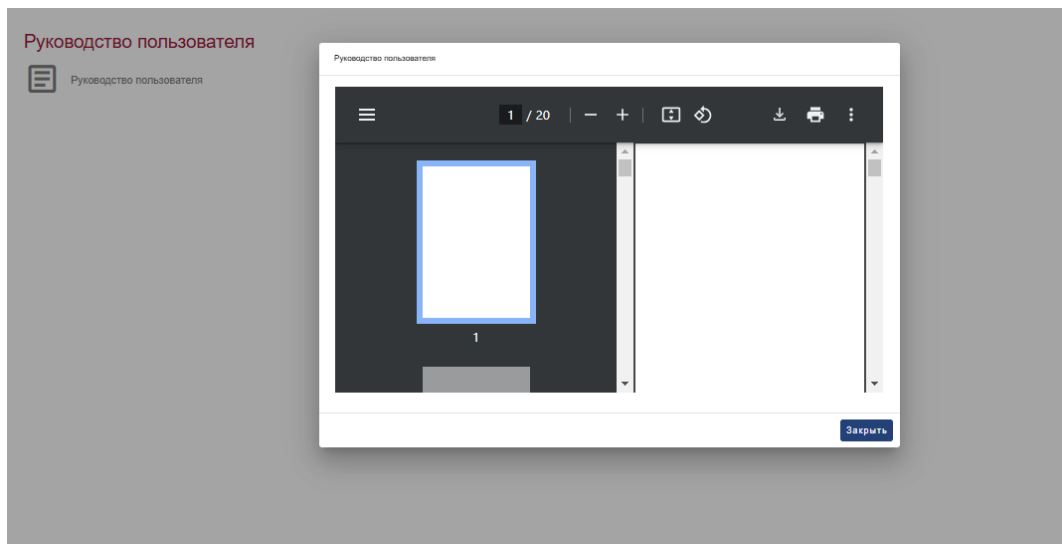 Руководство пользователя
Руководство пользователя
Руководство пользователя
1 / 20
1
Закрыть